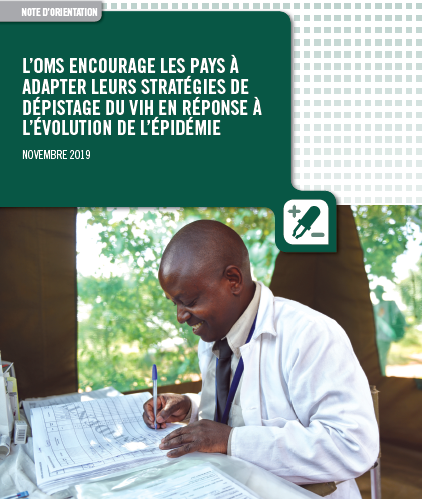 NOTE D'ORIENTATION
L'OMS ENCOURAGE LES PAYS À
ADAPTER LEURS STRATÉGIES DE
DÉPISTAGE DU VIH EN RÉPONSE À
L'ÉVOLUTION DE L'ÉPIDÉMIE
NOVEMBRE 2019